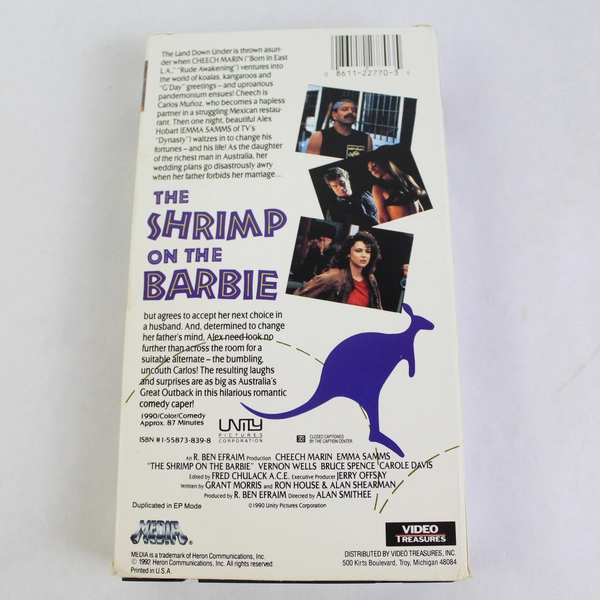 The Land Down Under is thrown asun-
der when CHEECH MARIN ("Born in East
L.A.," "Rude Awakening") ventures into
the world of koalas, kangaroos and
"G'Day" greetings – and uproarious
pandemonium ensues! Cheech is
Carlos Muñoz, who becomes a hapless
partner in a struggling Mexican restau-
rant. Then one night, beautiful Alex
Hobart (EMMA SAMMS of TV's
"Dynasty") waltzes in to change his
fortunes – and his life! As the daughter
of the richest man in Australia, her
wedding plans go disastrously awry
when her father forbids her marriage...
0 8611-22770-3 5
THE
SHRIMP
ON THE
BARBIE
but agrees to accept her next choice in
a husband. And, determined to change
her father's mind, Alex need look no
further than across the room for a
suitable alternate – the bumbling,
uncouth Carlos! The resulting laughs
and surprises are as big as Australia's
Great Outback in this hilarious romantic
comedy caper!
1990/Color/Comedy
Approx. 87 Minutes
ISBN #1-55873-839-8
UNITY
PICTURES
CORPORATION
CLOSED CAPTIONED
BY THE CAPTION CENTER
An R. BEN EFRAIM Production CHEECH MARIN EMMA SAMMS
"THE SHRIMP ON THE BARBIE" VERNON WELLS BRUCE SPENCE CAROLE DAVIS
Edited by FRED CHULACK A.C.E. Executive Producer JERRY OFFSAY
Written by GRANT MORRIS and RON HOUSE & ALAN SHEARMAN
Produced by R. BEN EFRAIM Directed by ALAN SMITHEE
©1990 Unity Pictures Corporation
Duplicated in EP Mode
MEDIA®
MEDIA is a trademark of Heron Communications, Inc.
© 1992 Heron Communications, Inc. All rights reserved.
Printed in U.S.A.
VIDEO
TREASURES
DISTRIBUTED BY VIDEO TREASURES, INC.
500 Kirts Boulevard, Troy, Michigan 48084